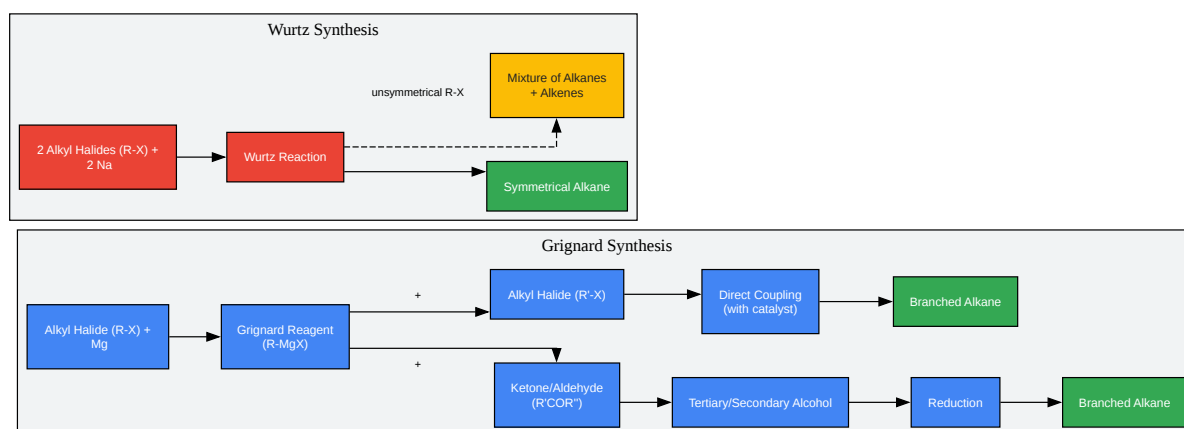 Wurtz Synthesis
Mixture of Alkanes
+ Alkenes
unsymmetrical R-X
2 Alkyl Halides (R-X) +
2 Na
Wurtz Reaction
Symmetrical Alkane
Grignard Synthesis
Alkyl Halide (R-X) +
Mg
Grignard Reagent
(R-MgX)
+
Alkyl Halide (R'-X)
Direct Coupling
(with catalyst)
Branched Alkane
+
Ketone/Aldehyde
(R'COR")
Tertiary/Secondary Alcohol
Reduction
Branched Alkane